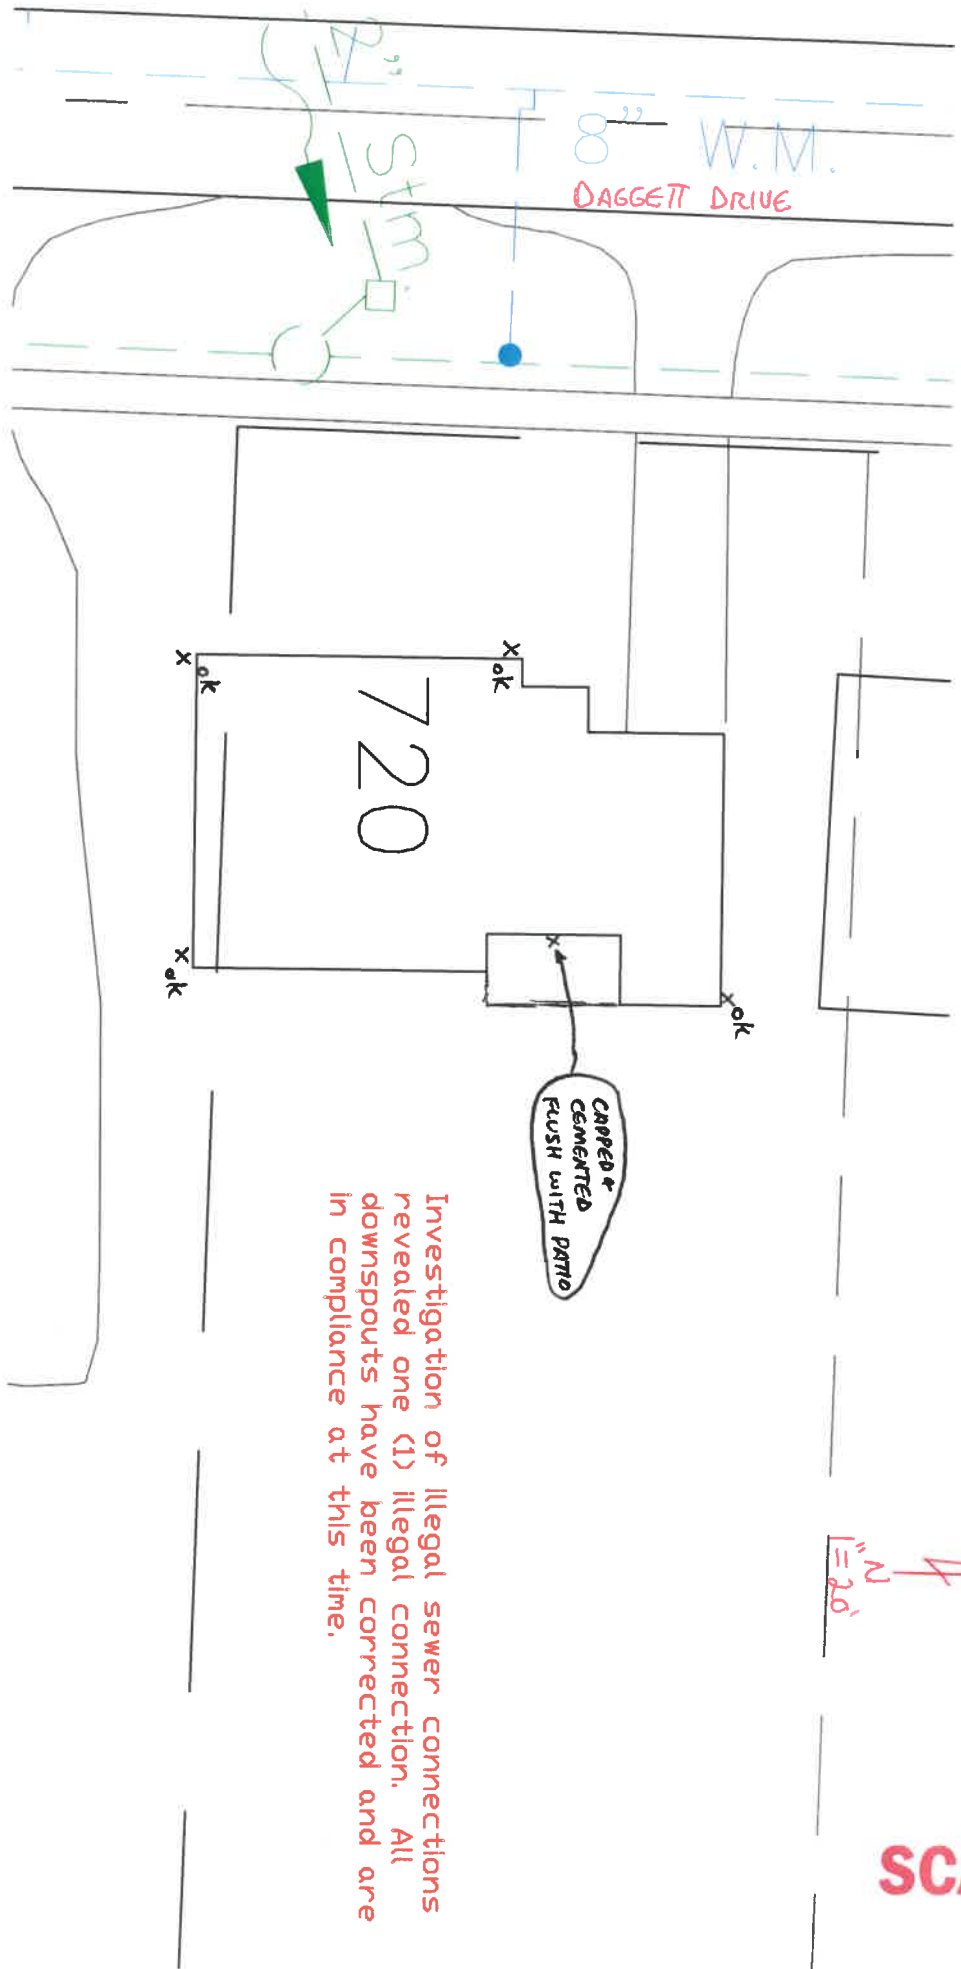 12"
Stm.
8" W.M.
DAGGETT DRIVE
x ok
x ok
720
x ok
x
x ok
CAPPED &
CEMENTED
FLUSH WITH PATIO
Investigation of illegal sewer connections
revealed one (1) illegal connection. All
downspouts have been corrected and are
in compliance at this time.
N
1"=20'